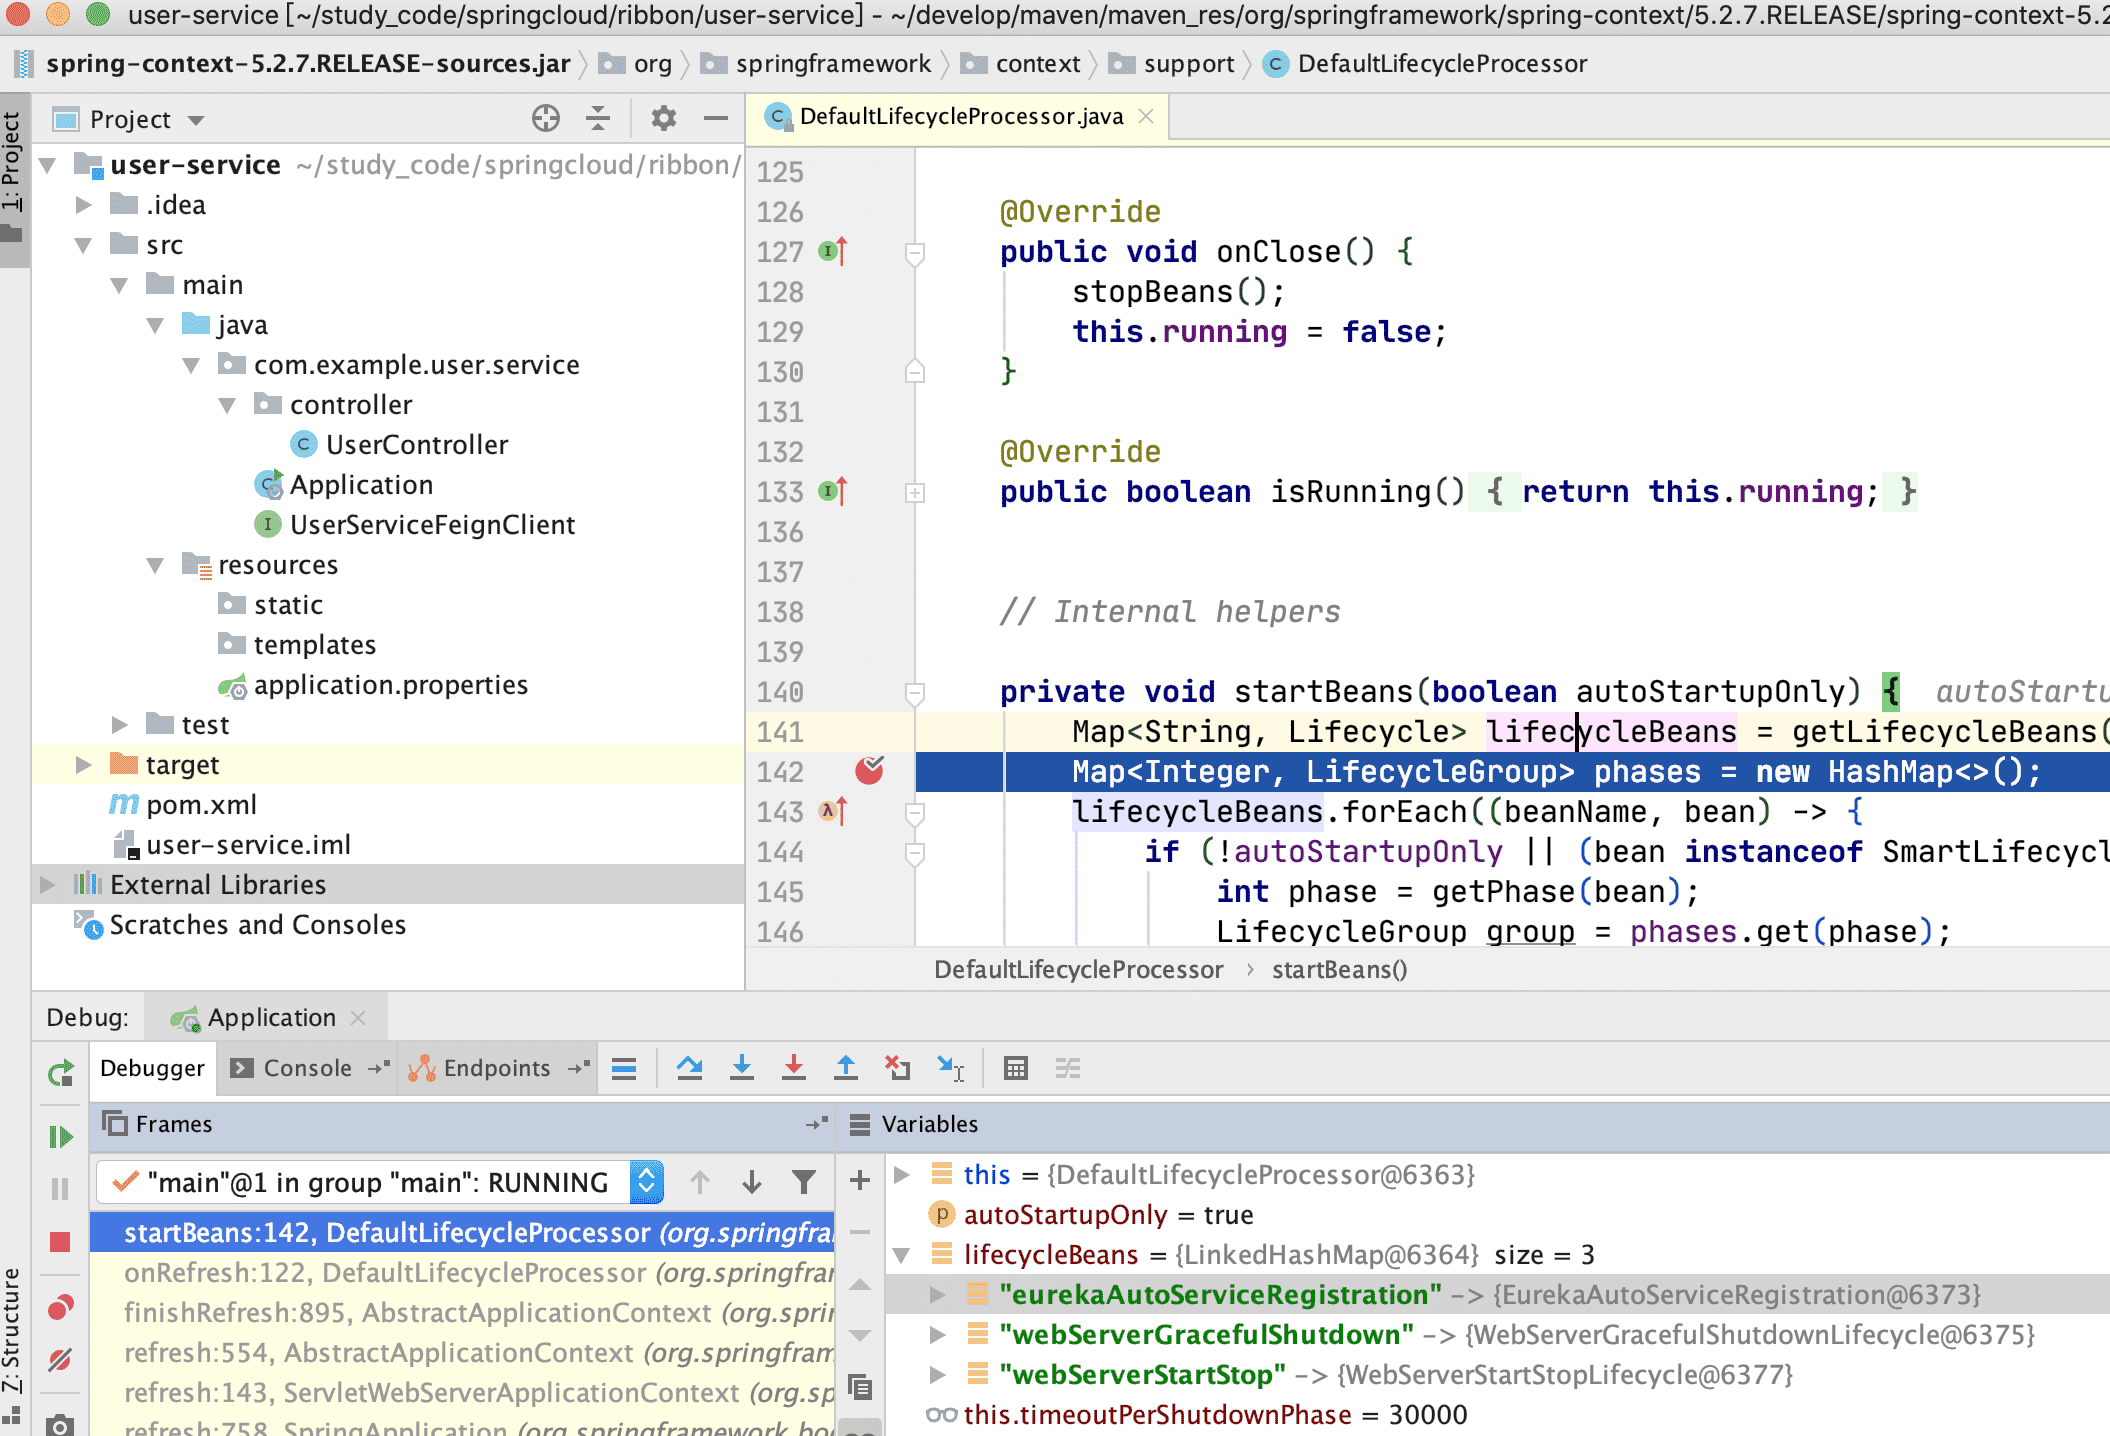 user-service [~/study_code/springcloud/ribbon/user-service] - ~/develop/maven/maven_res/org/springframework/spring-context/5.2.7.RELEASE/spring-context-5.2
spring-context-5.2.7.RELEASE-sources.jar org springframework context support DefaultLifecycleProcessor
1: Project
Project
DefaultLifecycleProcessor.java
user-service ~/study_code/springcloud/ribbon/
.idea
src
main
java
com.example.user.service
controller
UserController
Application
UserServiceFeignClient
resources
static
templates
application.properties
test
target
pom.xml
user-service.iml
External Libraries
Scratches and Consoles
125
126 @Override
127 public void onClose() {
128 stopBeans();
129 this.running = false;
130 }
131
132 @Override
133 public boolean isRunning() { return this.running; }
136
137
138 // Internal helpers
139
140 private void startBeans(boolean autoStartupOnly) { autoStartu
141 Map<String, Lifecycle> lifecycleBeans = getLifecycleBeans(
142 Map<Integer, LifecycleGroup> phases = new HashMap<>();
143 lifecycleBeans.forEach((beanName, bean) -> {
144 if (!autoStartupOnly || (bean instanceof SmartLifecycl
145 int phase = getPhase(bean);
146 LifecycleGroup group = phases.get(phase);
DefaultLifecycleProcessor › startBeans()
Debug: Application
Debugger Console Endpoints
Frames
"main"@1 in group "main": RUNNING
startBeans:142, DefaultLifecycleProcessor (org.springfra
onRefresh:122, DefaultLifecycleProcessor (org.springfra
finishRefresh:895, AbstractApplicationContext (org.sprin
refresh:554, AbstractApplicationContext (org.springfram
refresh:143, ServletWebServerApplicationContext (org.sp
refresh:758, SpringApplication (org.springframework.boo
Variables
this = {DefaultLifecycleProcessor@6363}
autoStartupOnly = true
lifecycleBeans = {LinkedHashMap@6364} size = 3
"eurekaAutoServiceRegistration" -> {EurekaAutoServiceRegistration@6373}
"webServerGracefulShutdown" -> {WebServerGracefulShutdownLifecycle@6375}
"webServerStartStop" -> {WebServerStartStopLifecycle@6377}
this.timeoutPerShutdownPhase = 30000
Z: Structure